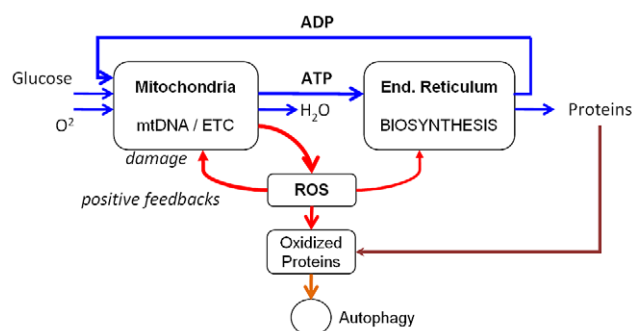 ADP
Glucose
Mitochondria
ATP
End. Reticulum
O²
mtDNA / ETC
H₂O
BIOSYNTHESIS
Proteins
damage
positive feedbacks
ROS
Oxidized
Proteins
Autophagy